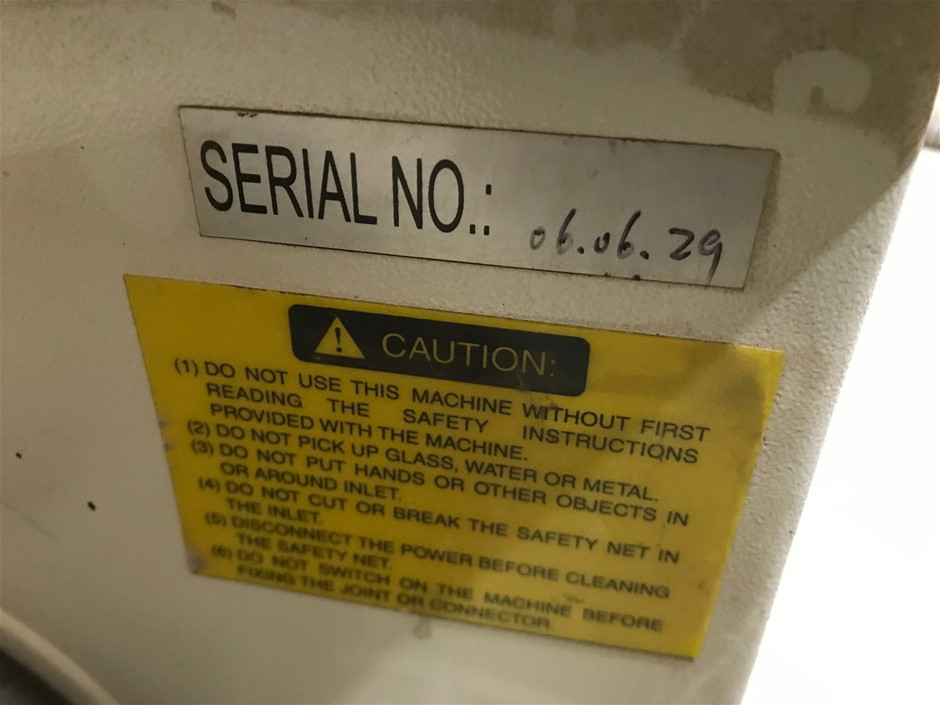 SERIAL NO.: 06.06.29
CAUTION:
(1) DO NOT USE THIS MACHINE WITHOUT FIRST
READING THE SAFETY INSTRUCTIONS
PROVIDED WITH THE MACHINE.
(2) DO NOT PICK UP GLASS, WATER OR METAL.
(3) DO NOT PUT HANDS OR OTHER OBJECTS IN
OR AROUND INLET.
(4) DO NOT CUT OR BREAK THE SAFETY NET IN
THE INLET.
(5) DISCONNECT THE POWER BEFORE CLEANING
THE SAFETY NET.
(6) DO NOT SWITCH ON THE MACHINE BEFORE
FIXING THE JOINT OR CONNECTOR.